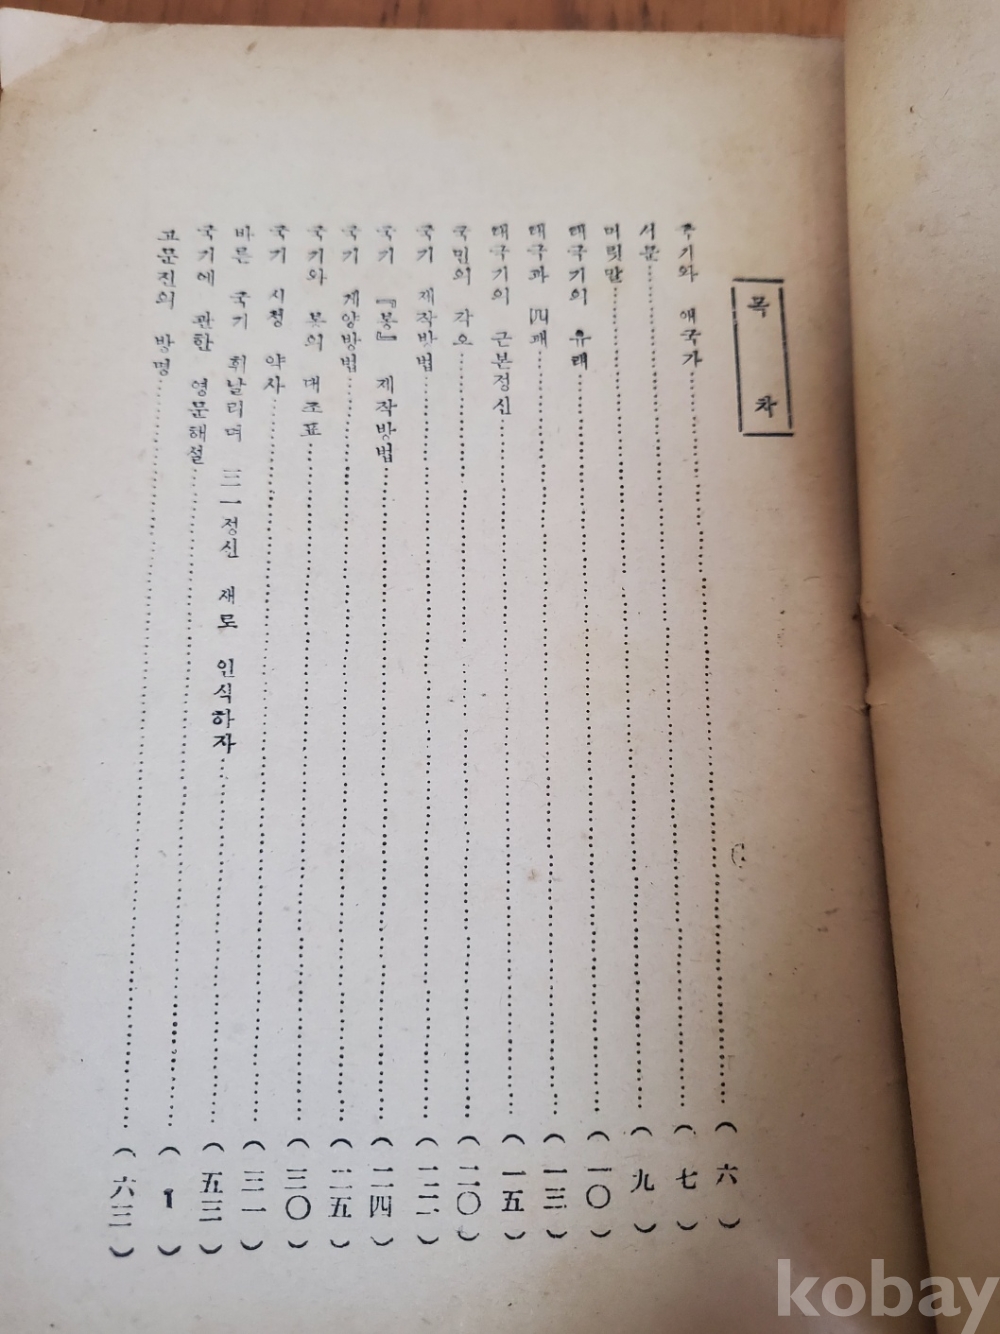 목 차
국기와 애국가 (六)
서문 (七)
머릿말 (九)
태극기의 유래 (一〇)
태극과 四괘 (一三)
태극기의 근본정신 (一五)
국민의 각오 (二〇)
국기 제작방법 (二二)
국기 『봉』 제작방법 (二四)
국기 게양방법 (二五)
국기와 봉의 대조표 (三〇)
국기 시정 약사 (三一)
바른 국기 휘날리며 三一정신 재로 인식하자 (五三)
국기에 관한 영문해설 (1)
고문진의 방명 (六三)
kobay